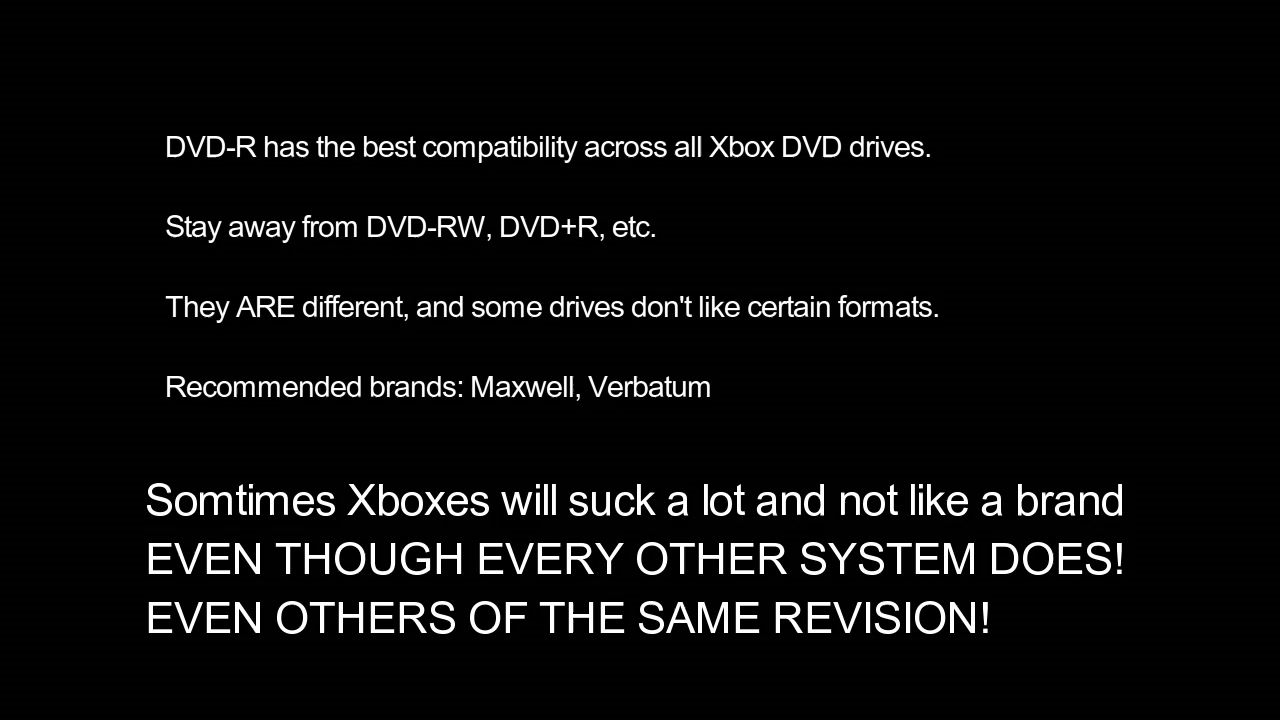 DVD-R has the best compatibility across all Xbox DVD drives.
Stay away from DVD-RW, DVD+R, etc.
They ARE different, and some drives don't like certain formats.
Recommended brands: Maxwell, Verbatum
Somtimes Xboxes will suck a lot and not like a brand
EVEN THOUGH EVERY OTHER SYSTEM DOES!
EVEN OTHERS OF THE SAME REVISION!